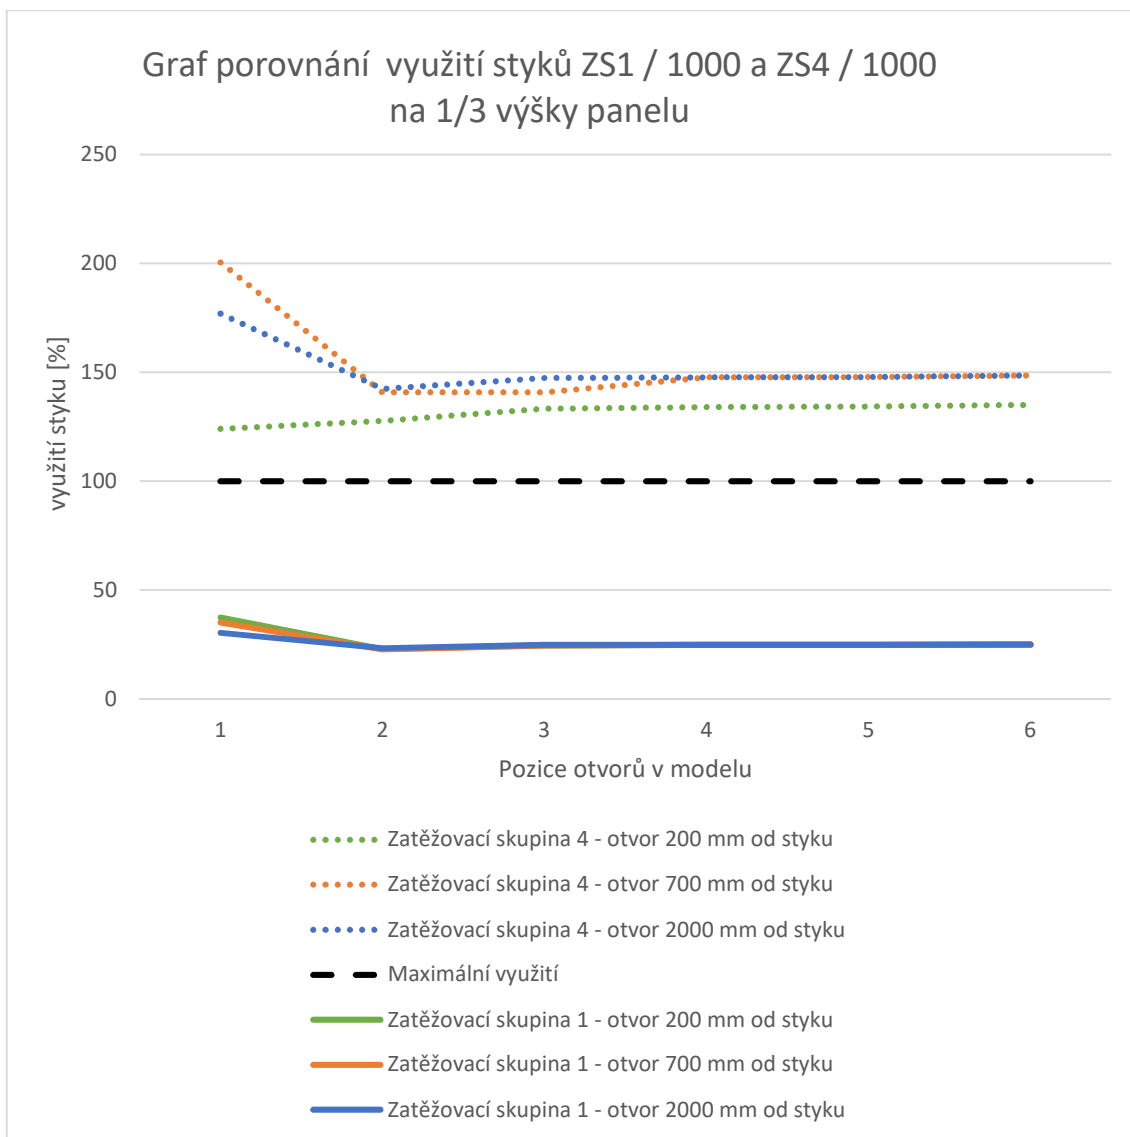 Graf porovnání  využití styků ZS1 / 1000 a ZS4 / 1000
na 1/3 výšky panelu
250
200
150
100
50
0
využití styku [%]
1 2 3 4 5 6
Pozice otvorů v modelu
Zatěžovací skupina 4 - otvor 200 mm od styku
Zatěžovací skupina 4 - otvor 700 mm od styku
Zatěžovací skupina 4 - otvor 2000 mm od styku
Maximální využití
Zatěžovací skupina 1 - otvor 200 mm od styku
Zatěžovací skupina 1 - otvor 700 mm od styku
Zatěžovací skupina 1 - otvor 2000 mm od styku